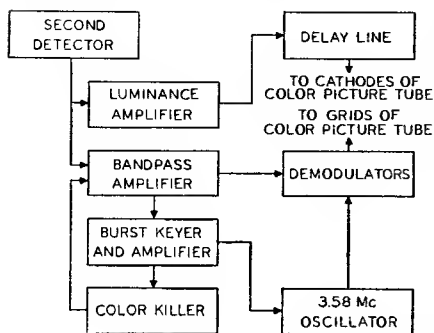 SECOND
DETECTOR
DELAY LINE
LUMINANCE
AMPLIFIER
TO CATHODES OF
COLOR PICTURE TUBE
TO GRIDS OF
COLOR PICTURE TUBE
BANDPASS
AMPLIFIER
DEMODULATORS
BURST KEYER
AND AMPLIFIER
COLOR KILLER
3.58 Mc
OSCILLATOR